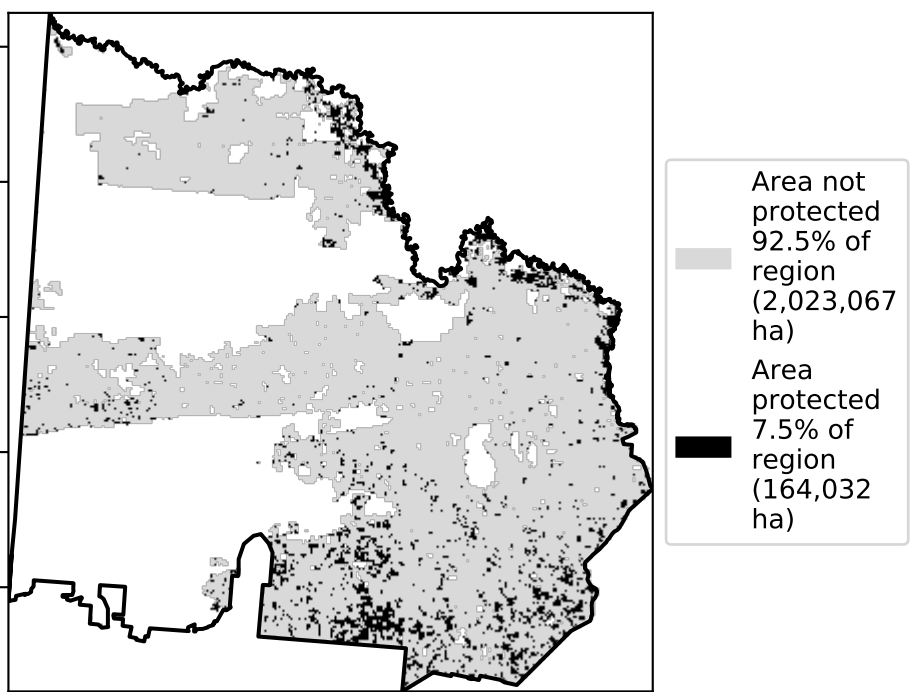 Area not
protected
92.5% of
region
(2,023,067
ha)
Area
protected
7.5% of
region
(164,032
ha)